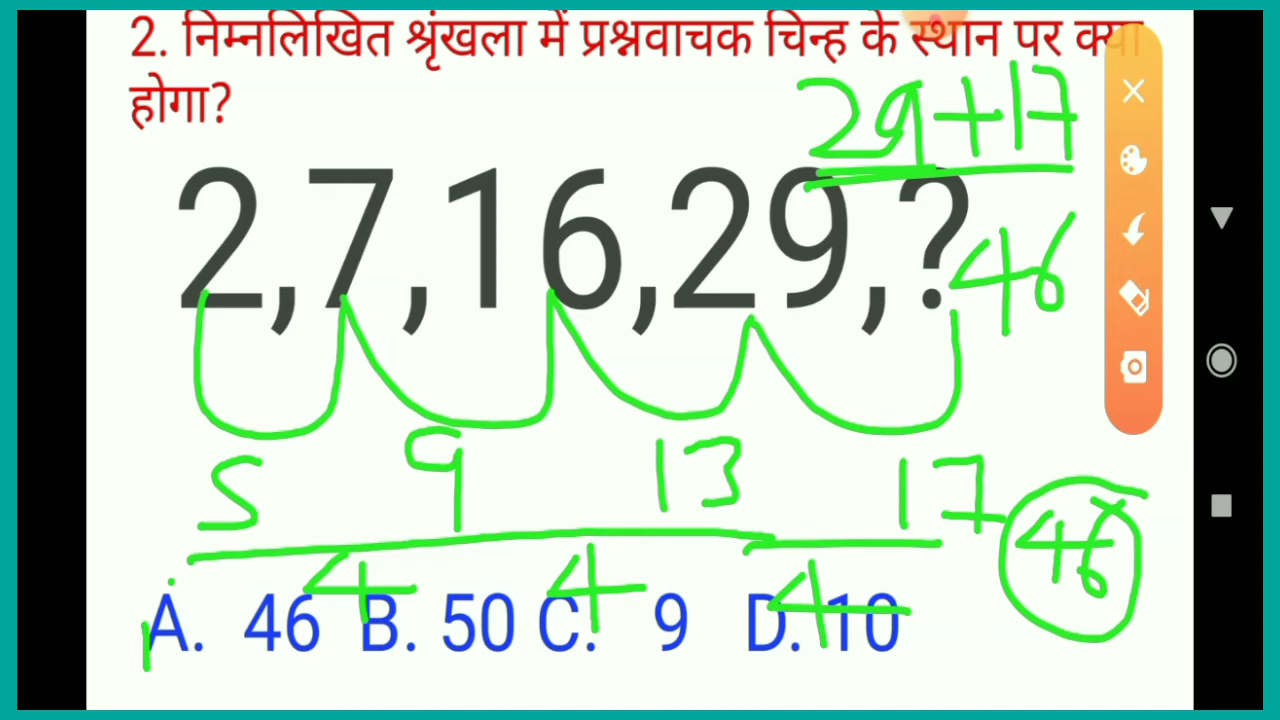 2. निम्नलिखित श्रृंखला में प्रश्नवाचक चिन्ह के स्थान पर क्या
होगा?
29+17
2,7,16,29,?
46
5 9 13 17
46
4 4 4
A. 46 B. 50 C. 9 D. 10